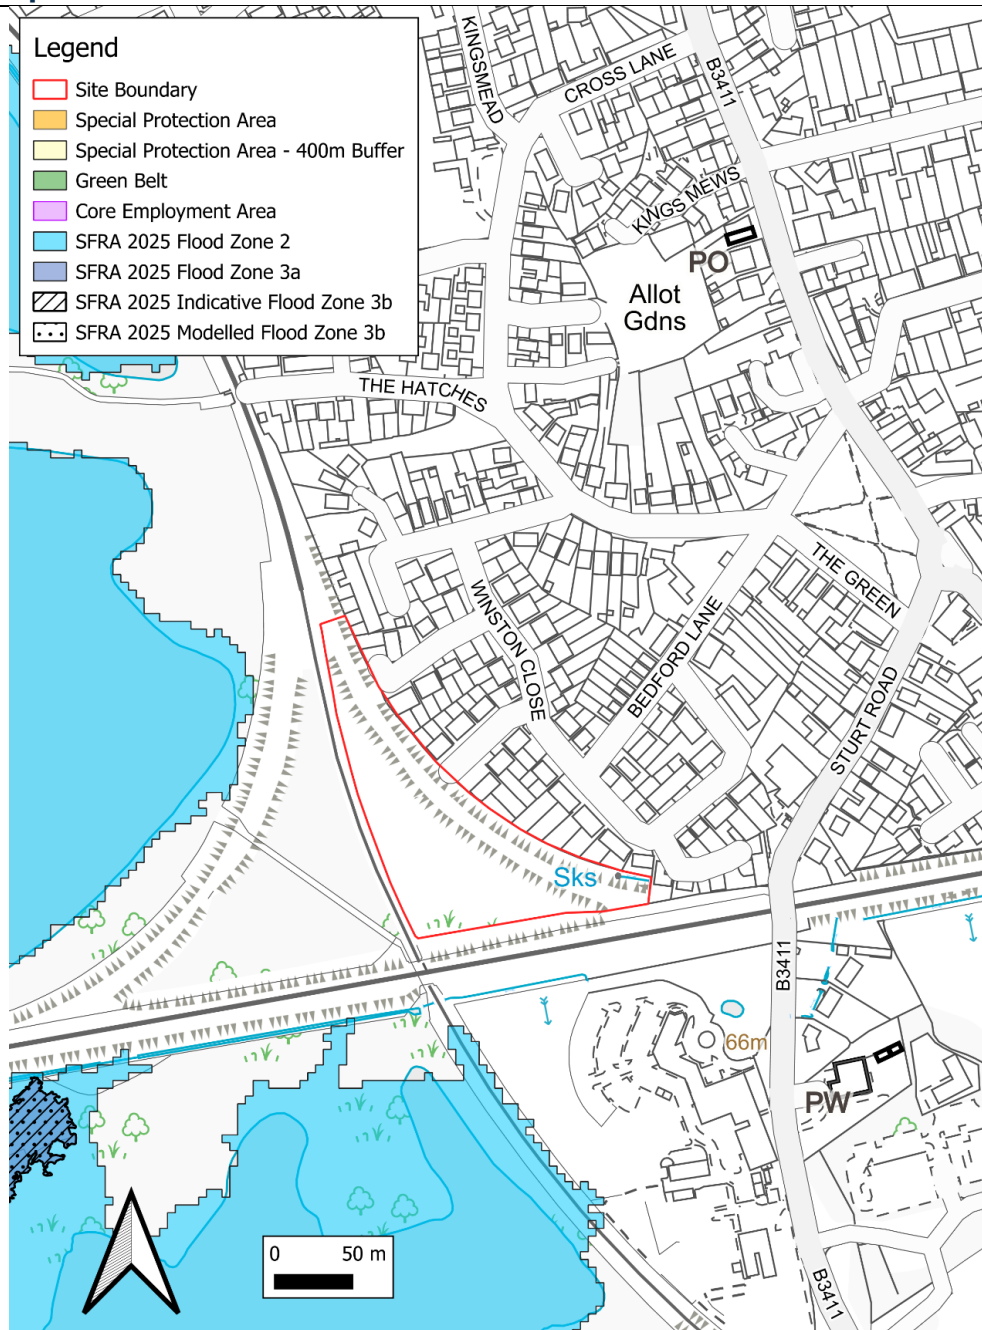 Legend
Site Boundary
Special Protection Area
Special Protection Area - 400m Buffer
Green Belt
Core Employment Area
SFRA 2025 Flood Zone 2
SFRA 2025 Flood Zone 3a
SFRA 2025 Indicative Flood Zone 3b
SFRA 2025 Modelled Flood Zone 3b
KINGSMEAD
CROSS LANE
B3411
KINGS MEWS
PO
Allot
Gdns
THE HATCHES
WINSTON CLOSE
BEDFORD LANE
THE GREEN
STURT ROAD
Sks
B3411
66m
PW
0 50 m
B3411